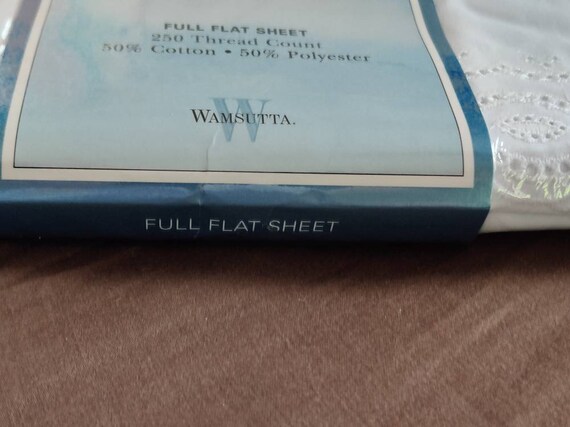 FULL FLAT SHEET
250 Thread Count
50% Cotton • 50% Polyester
W
WAMSUTTA.
FULL FLAT SHEET